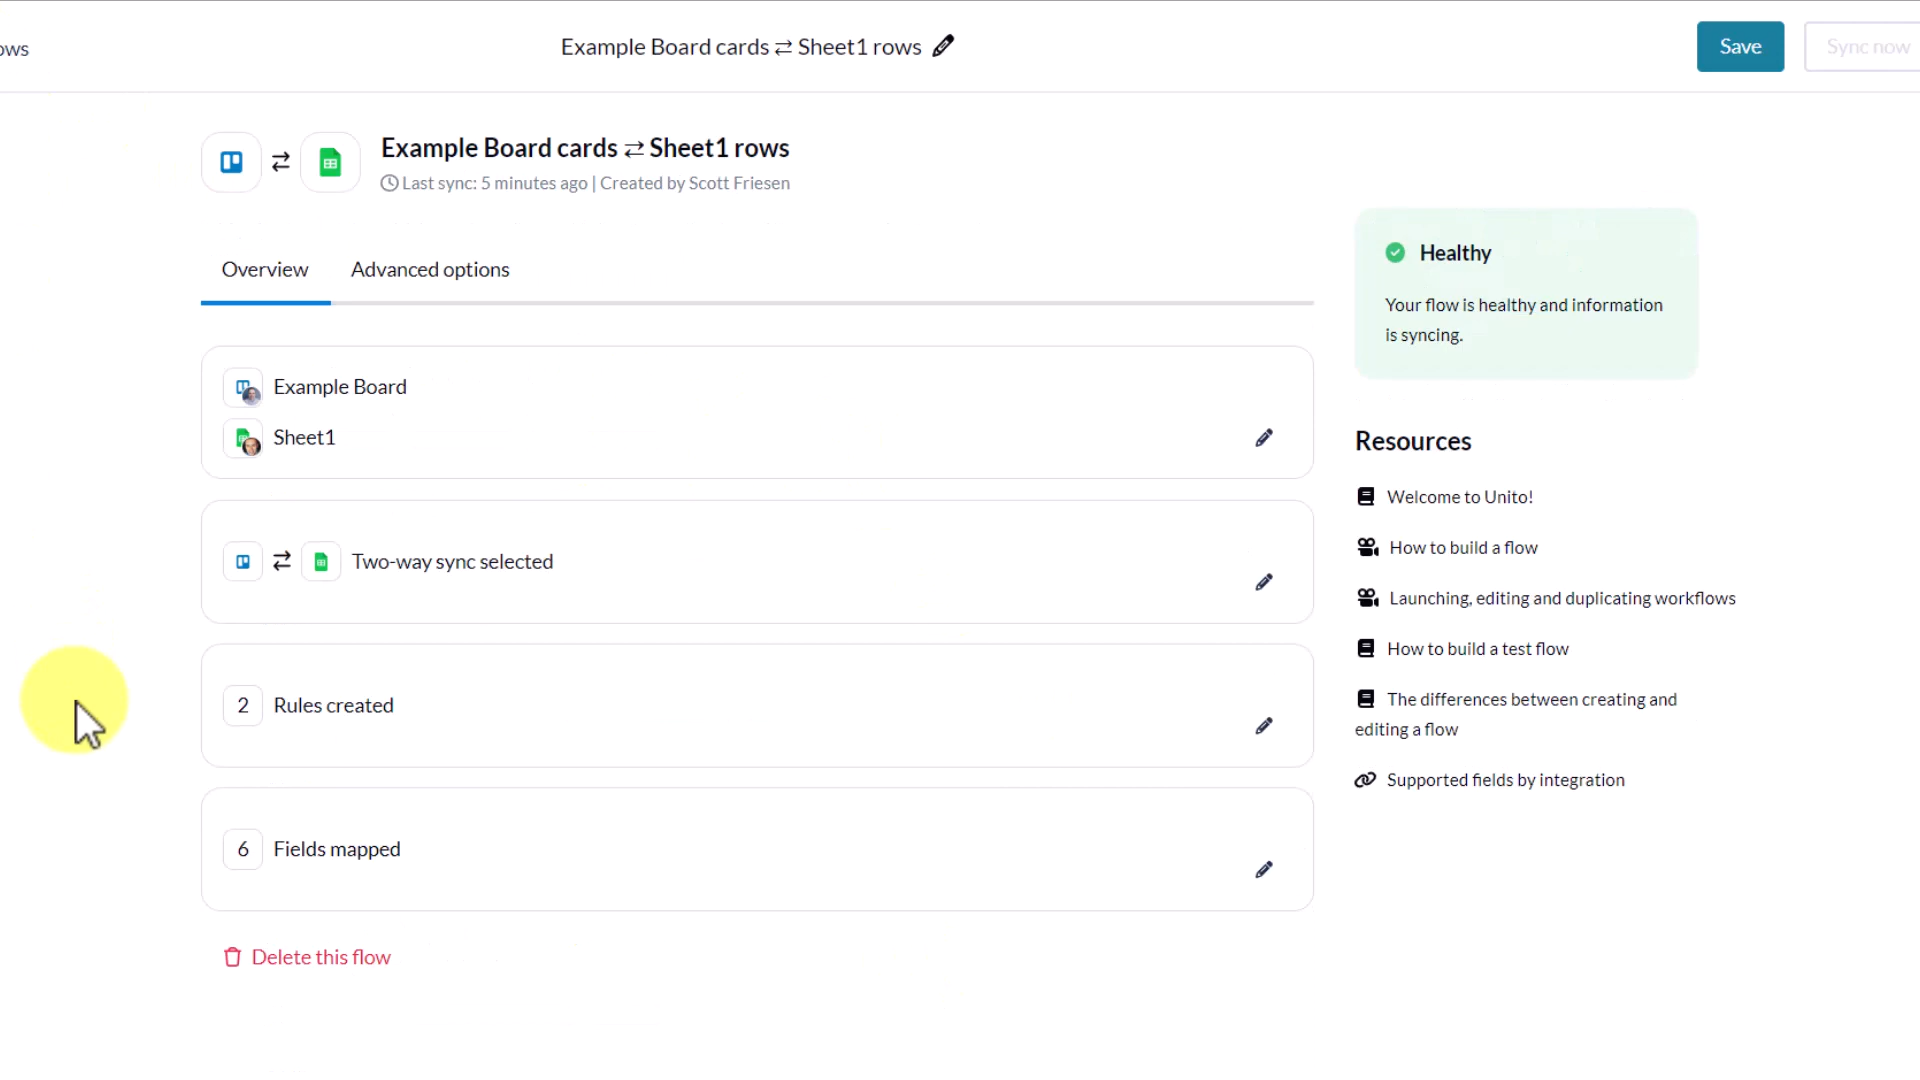 ows
Example Board cards ⇄ Sheet1 rows
Save
Sync now
Example Board cards ⇄ Sheet1 rows
Last sync: 5 minutes ago | Created by Scott Friesen
Overview
Advanced options
Example Board
Sheet1
Two-way sync selected
2 Rules created
6 Fields mapped
Delete this flow
Healthy
Your flow is healthy and information
is syncing.
Resources
Welcome to Unito!
How to build a flow
Launching, editing and duplicating workflows
How to build a test flow
The differences between creating and
editing a flow
Supported fields by integration